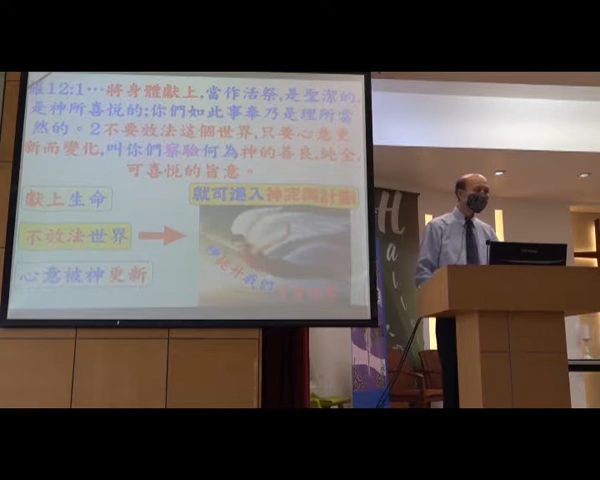 羅12:1…將身體獻上,當作活祭,是聖潔的,
是神所喜悅的;你們如此事奉乃是理所當
然的。2不要效法這個世界,只要心意更
新而變化,叫你們察驗何為神的善良,純全,
可喜悅的旨意。
獻上生命
就可進入神完美計劃
不效法世界
心意被神更新
提升我們
H
a
l
l